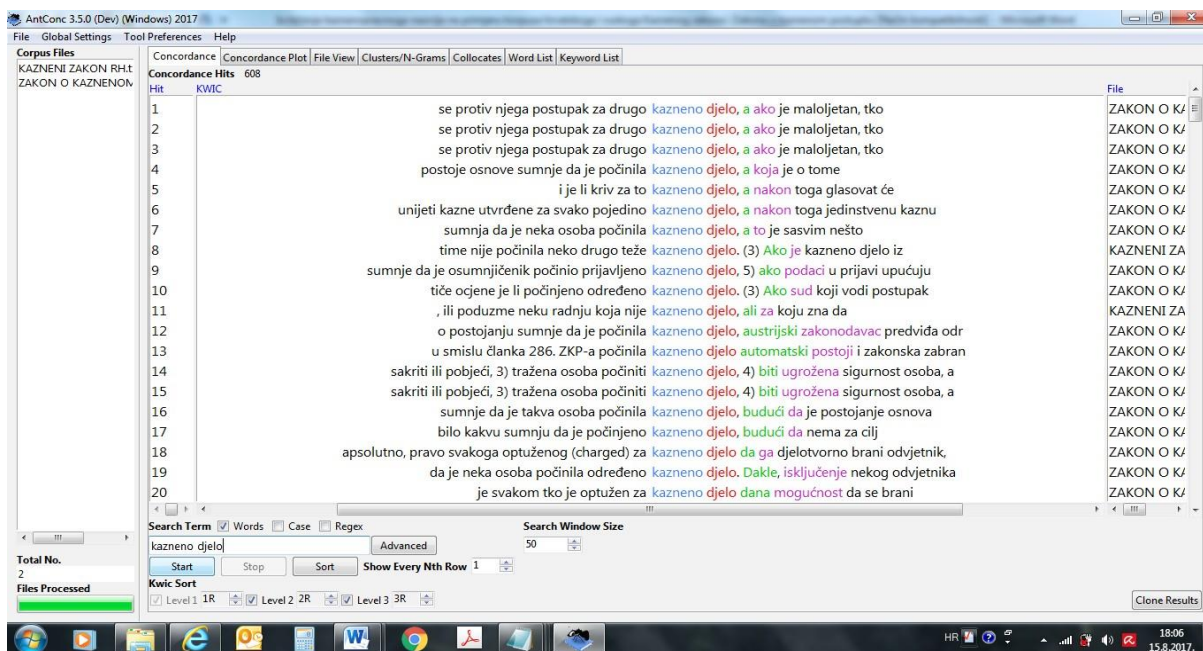 AntConc 3.5.0 (Dev) (Windows) 2017
File Global Settings Tool Preferences Help
Corpus Files
KAZNENI ZAKON RH.t
ZAKON O KAZNENOM
Concordance Concordance Plot File View Clusters/N-Grams Collocates Word List Keyword List
Concordance Hits 608
Hit KWIC File
1 se protiv njega postupak za drugo kazneno djelo, a ako je maloljetan, tko ZAKON O KA
2 se protiv njega postupak za drugo kazneno djelo, a ako je maloljetan, tko ZAKON O KA
3 se protiv njega postupak za drugo kazneno djelo, a ako je maloljetan, tko ZAKON O KA
4 postoje osnove sumnje da je počinila kazneno djelo, a koja je o tome ZAKON O KA
5 i je li kriv za to kazneno djelo, a nakon toga glasovat će ZAKON O KA
6 unijeti kazne utvrđene za svako pojedino kazneno djelo, a nakon toga jedinstvenu kaznu ZAKON O KA
7 sumnja da je neka osoba počinila kazneno djelo, a to je sasvim nešto ZAKON O KA
8 time nije počinila neko drugo teže kazneno djelo. (3) Ako je kazneno djelo iz KAZNENI ZA
9 sumnje da je osumnjičenik počinio prijavljeno kazneno djelo, 5) ako podaci u prijavi upućuju ZAKON O KA
10 tiče ocjene je li počinjeno određeno kazneno djelo. (3) Ako sud koji vodi postupak ZAKON O KA
11 , ili poduzme neku radnju koja nije kazneno djelo, ali za koju zna da KAZNENI ZA
12 o postojanju sumnje da je počinila kazneno djelo, austrijski zakonodavac predviđa odr ZAKON O KA
13 u smislu članka 286. ZKP-a počinila kazneno djelo automatski postoji i zakonska zabran ZAKON O KA
14 sakriti ili pobjeći, 3) tražena osoba počiniti kazneno djelo, 4) biti ugrožena sigurnost osoba, a ZAKON O KA
15 sakriti ili pobjeći, 3) tražena osoba počiniti kazneno djelo, 4) biti ugrožena sigurnost osoba, a ZAKON O KA
16 sumnje da je takva osoba počinila kazneno djelo, budući da je postojanje osnova ZAKON O KA
17 bilo kakvu sumnju da je počinjeno kazneno djelo, budući da nema za cilj ZAKON O KA
18 apsolutno, pravo svakoga optuženog (charged) za kazneno djelo da ga djelotvorno brani odvjetnik, ZAKON O KA
19 da je neka osoba počinila određeno kazneno djelo. Dakle, isključenje nekog odvjetnika ZAKON O KA
20 je svakom tko je optužen za kazneno djelo dana mogućnost da se brani ZAKON O KA
Search Term Words Case Regex Search Window Size
kazneno djelo Advanced 50
Start Stop Sort Show Every Nth Row 1
Kwic Sort
Level 1 1R Level 2 2R Level 3 3R Clone Results
Total No.
2
Files Processed
HR 18:06
15.8.2017.